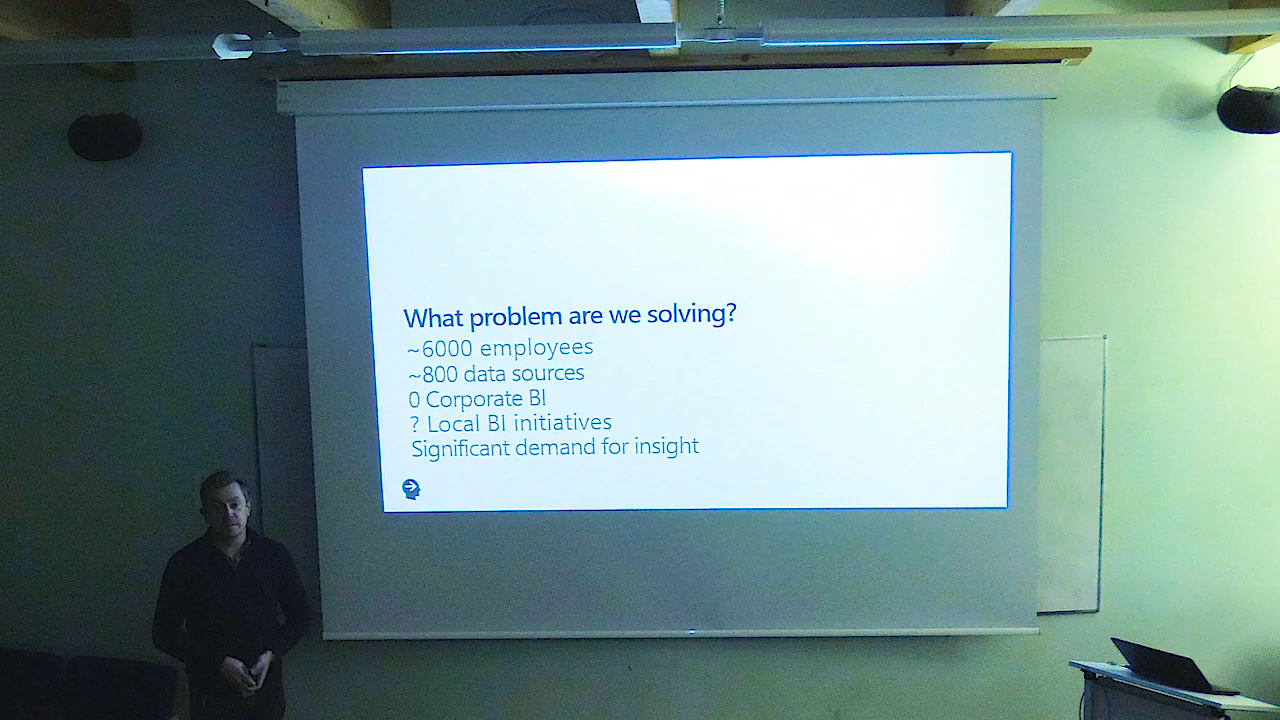 What problem are we solving?
~6000 employees
~800 data sources
0 Corporate BI
? Local BI initiatives
Significant demand for insight